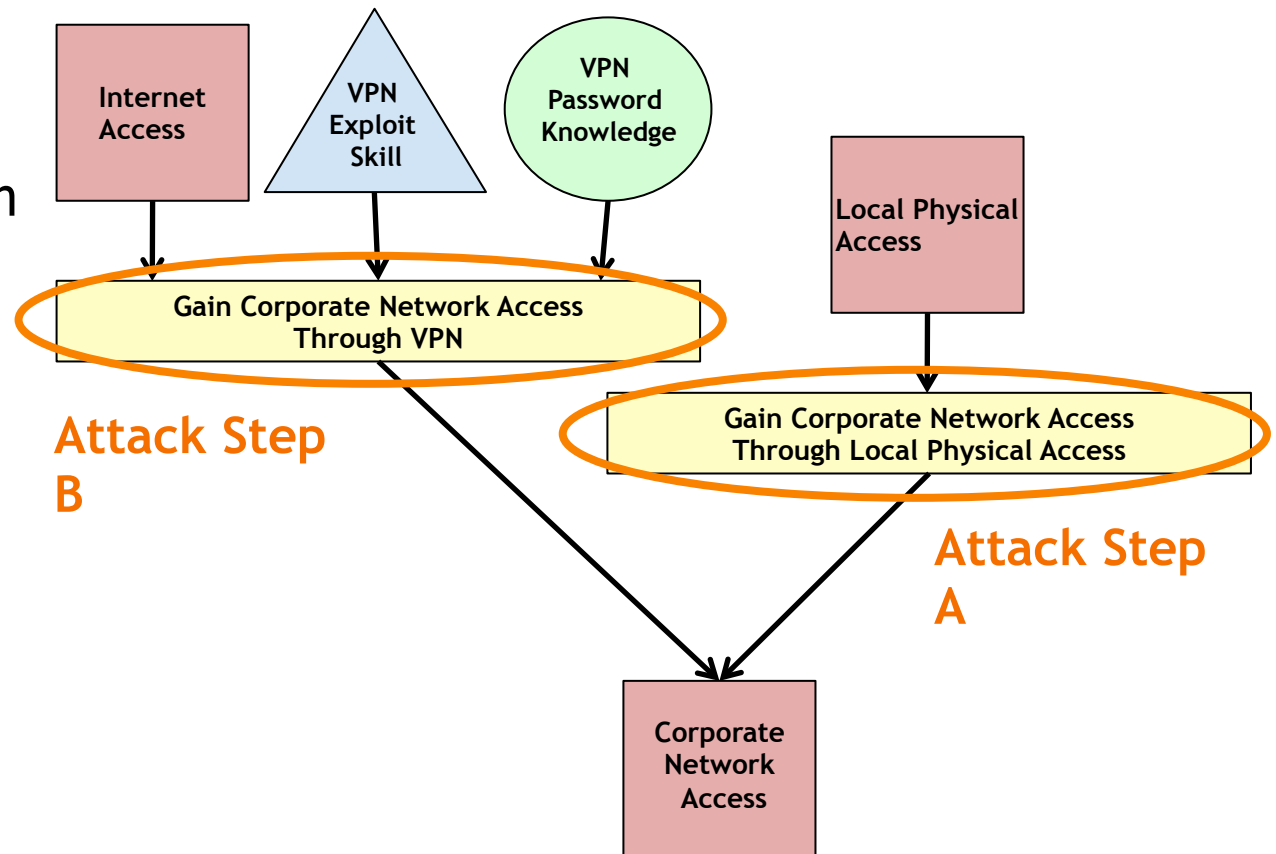 Internet
Access
VPN
Exploit
Skill
VPN
Password
Knowledge
Local Physical
Access
Gain Corporate Network Access
Through VPN
Gain Corporate Network Access
Through Local Physical Access
Attack Step
B
Attack Step
A
Corporate
Network
Access